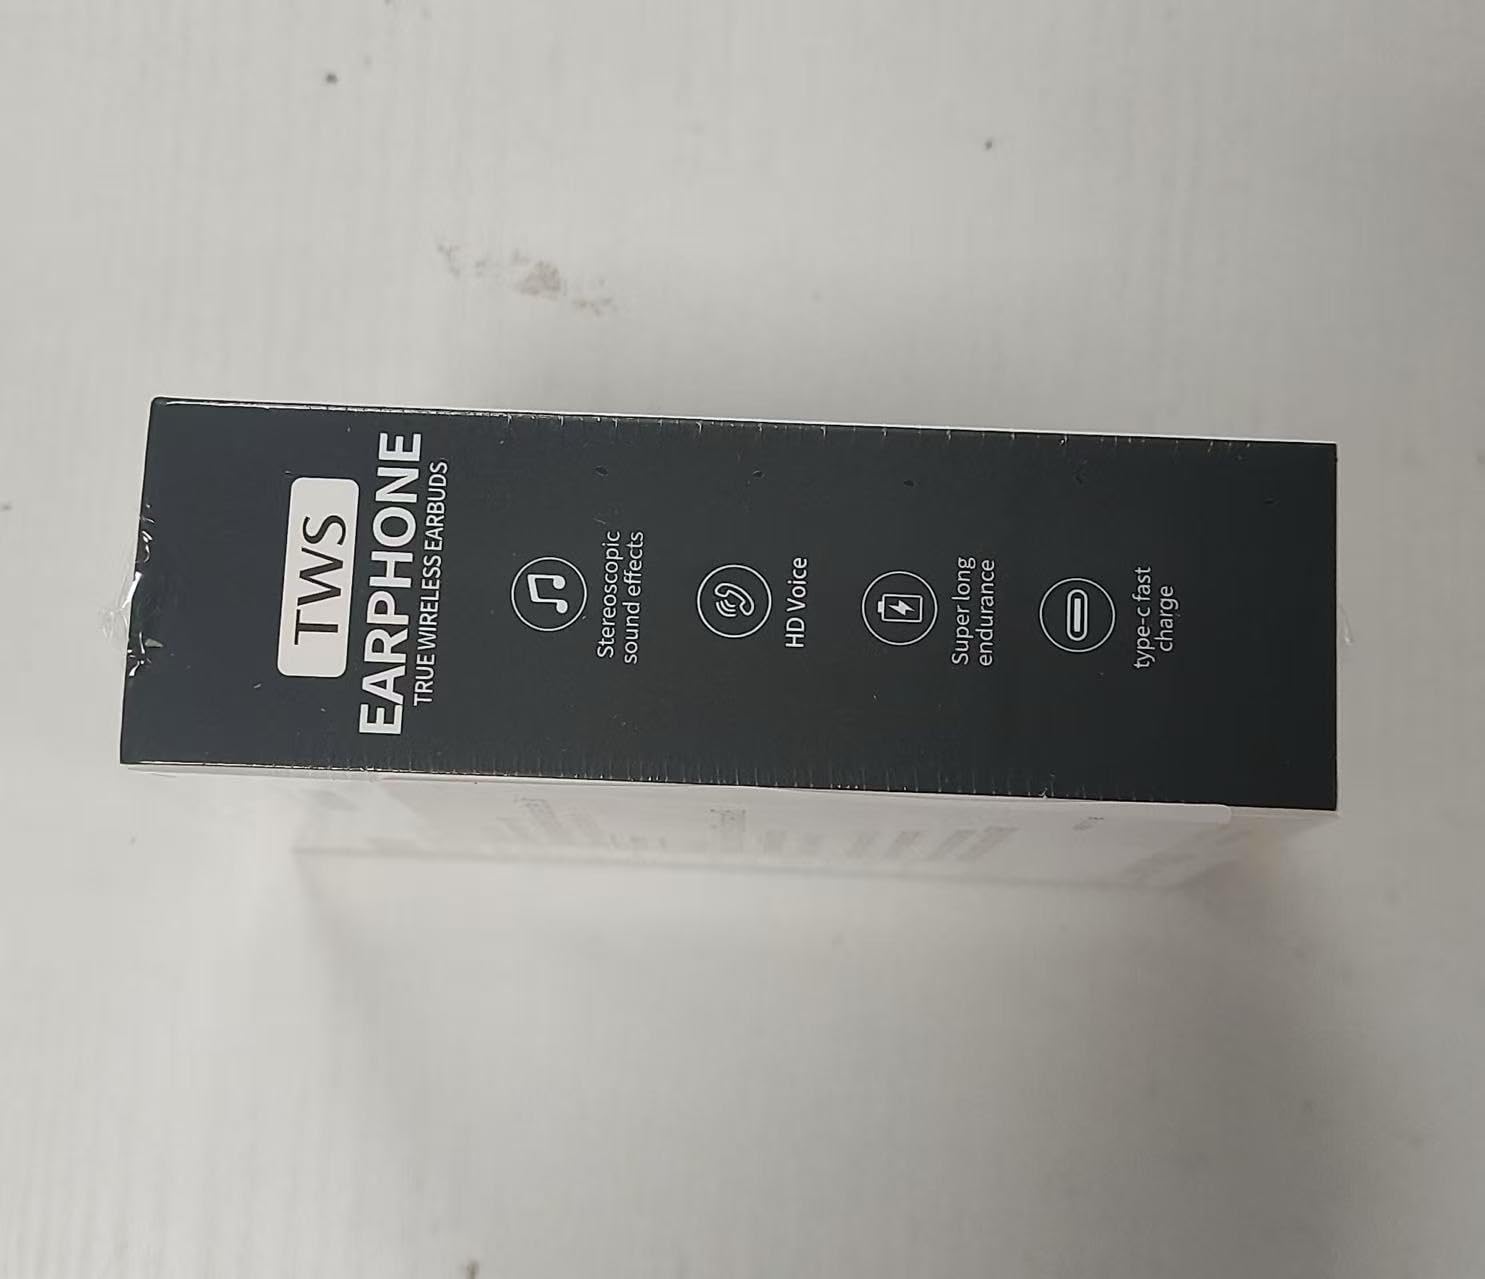 TWS
EARPHONE
TRUE WIRELESS EARBUDS
Stereoscopic
sound effects
HD Voice
Super long
endurance
type-c fast
charge